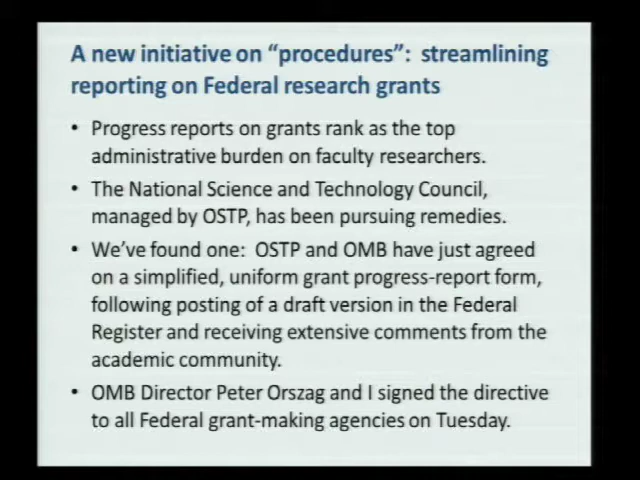 A new initiative on “procedures”: streamlining
reporting on Federal research grants
• Progress reports on grants rank as the top
administrative burden on faculty researchers.
• The National Science and Technology Council,
managed by OSTP, has been pursuing remedies.
• We’ve found one: OSTP and OMB have just agreed
on a simplified, uniform grant progress-report form,
following posting of a draft version in the Federal
Register and receiving extensive comments from the
academic community.
• OMB Director Peter Orszag and I signed the directive
to all Federal grant-making agencies on Tuesday.